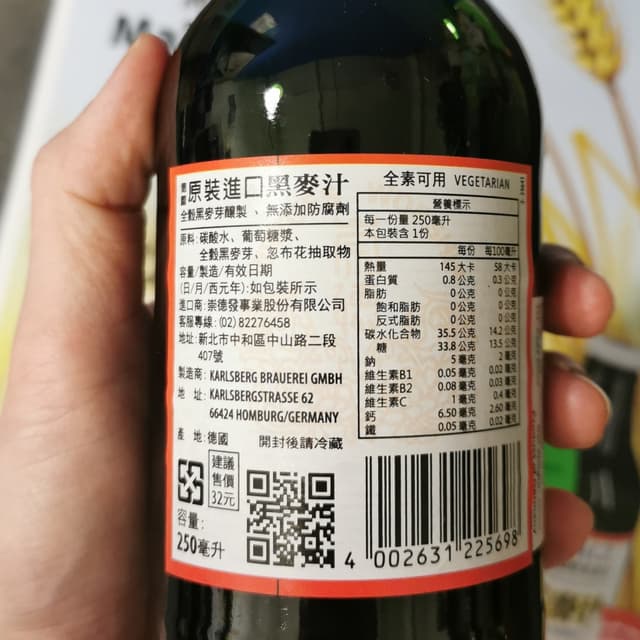 德國原裝進口黑麥汁
全穀黑麥芽釀製、無添加防腐劑
原料:碳酸水、葡萄糖漿、
全穀黑麥芽、忽布花抽取物
容量/製造/有效日期
(日/月/西元年):如包裝所示
進口商:崇德發事業股份有限公司
客服專線:(02) 82276458
地址:新北市中和區中山路二段
407號
製造商:KARLSBERG BRAUEREI GMBH
地 址:KARLSBERGSTRASSE 62
66424 HOMBURG/GERMANY
產 地:德國 開封後請冷藏
建議
售價
32元
容量:
250毫升
全素可用 VEGETARIAN
營養標示
每一份量 250毫升
本包裝含 1份
每份 每100毫升
熱量 145 大卡 58 大卡
蛋白質 0.8 公克 0.3 公克
脂肪 0 公克 0 公克
飽和脂肪 0 公克 0 公克
反式脂肪 0 公克 0 公克
碳水化合物 35.5 公克 14.2 公克
糖 33.8 公克 13.5 公克
鈉 5 毫克 2 毫克
維生素B1 0.05 毫克 0.02 毫克
維生素B2 0.08 毫克 0.03 毫克
維生素C 1 毫克 0.4 毫克
鈣 6.50 毫克 2.60 毫克
鐵 0.05 毫克 0.02 毫克
4 002631 225698